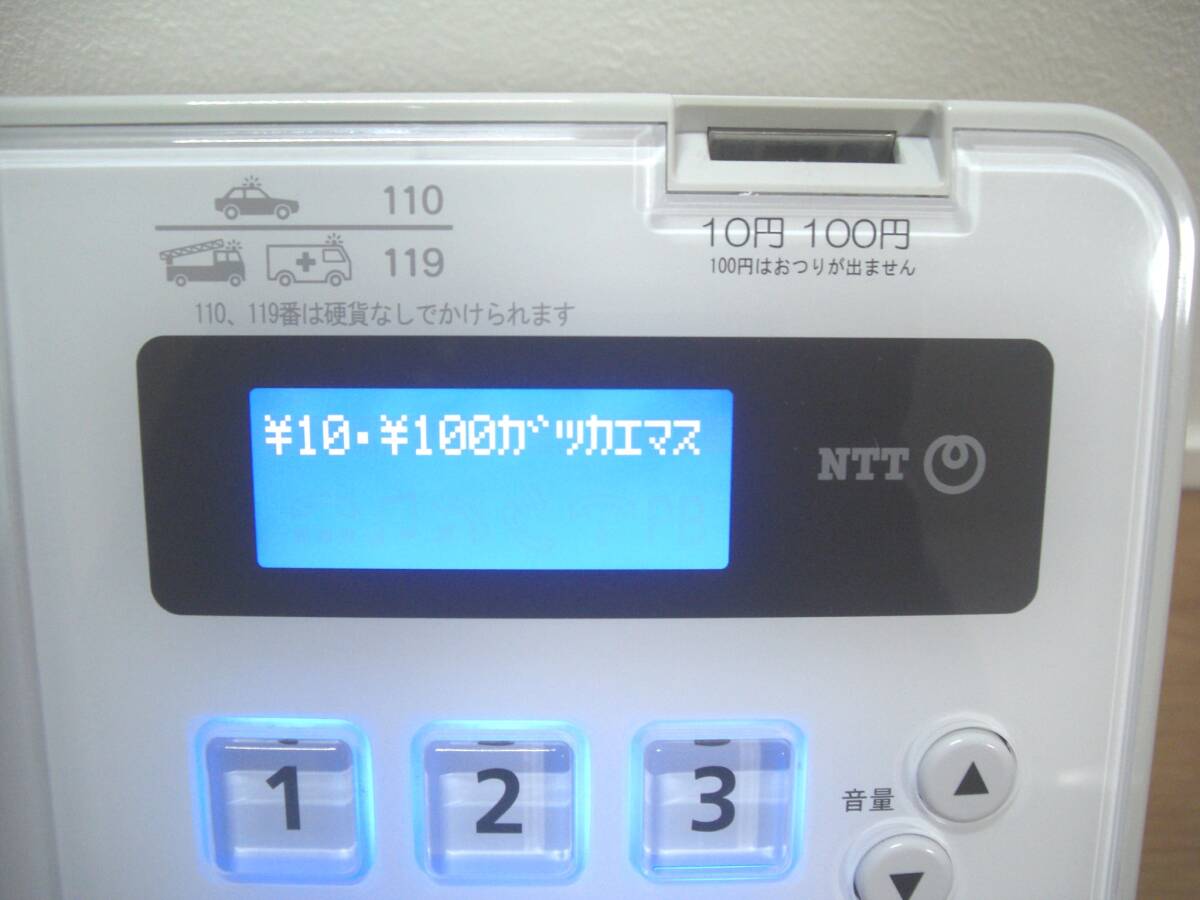 110
119
110、119番は硬貨なしでかけられます
10円 100円
100円はおつりが出ません
¥10・¥100ガツカエマス
NTT
1
2
3
音量